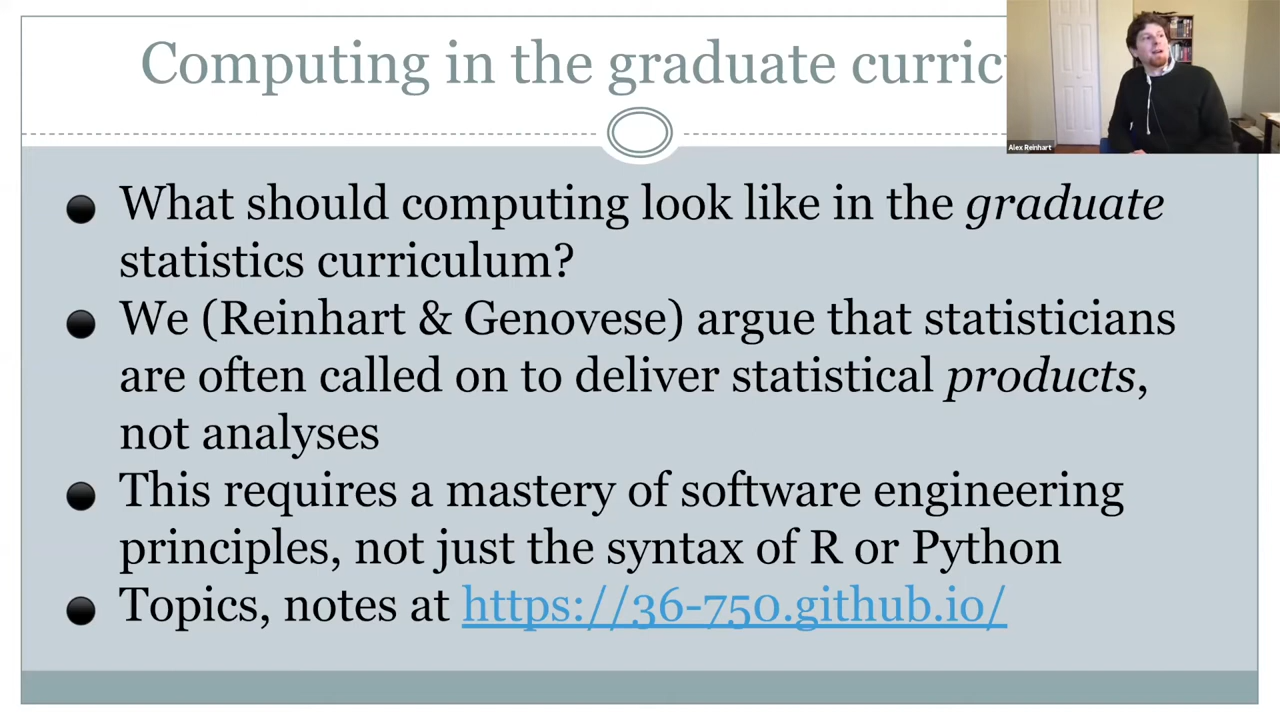 Computing in the graduate curric
Alex Reinhart
What should computing look like in the graduate
statistics curriculum?
We (Reinhart & Genovese) argue that statisticians
are often called on to deliver statistical products,
not analyses
This requires a mastery of software engineering
principles, not just the syntax of R or Python
Topics, notes at https://36-750.github.io/